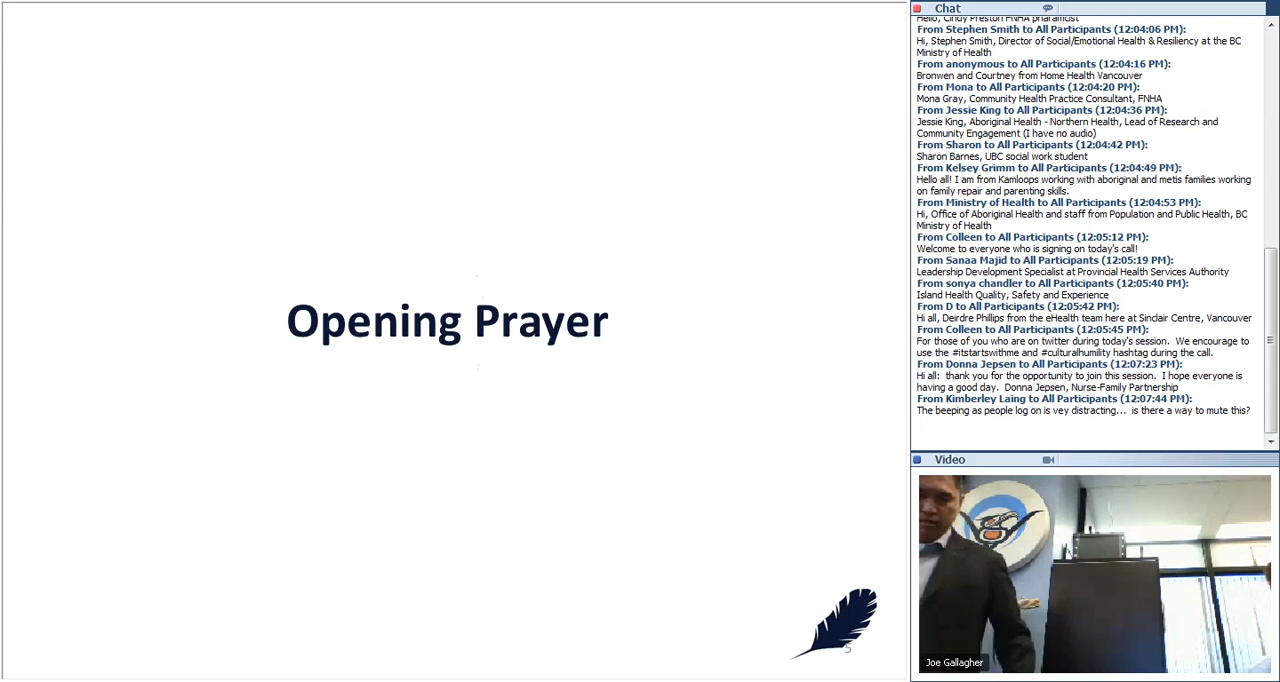 Opening Prayer
5
Chat
Hello, Cindy Preston FNHA pharamcist
From Stephen Smith to All Participants (12:04:06 PM):
Hi, Stephen Smith, Director of Social/Emotional Health & Resiliency at the BC
Ministry of Health
From anonymous to All Participants (12:04:16 PM):
Bronwen and Courtney from Home Health Vancouver
From Mona to All Participants (12:04:20 PM):
Mona Gray, Community Health Practice Consultant, FNHA
From Jessie King to All Participants (12:04:36 PM):
Jessie King, Aboriginal Health - Northern Health, Lead of Research and
Community Engagement (I have no audio)
From Sharon to All Participants (12:04:42 PM):
Sharon Barnes, UBC social work student
From Kelsey Grimm to All Participants (12:04:49 PM):
Hello all! I am from Kamloops working with aboriginal and metis families working
on family repair and parenting skills.
From Ministry of Health to All Participants (12:04:53 PM):
Hi, Office of Aboriginal Health and staff from Population and Public Health, BC
Ministry of Health
From Colleen to All Participants (12:05:12 PM):
Welcome to everyone who is signing on today's call!
From Sanaa Majid to All Participants (12:05:19 PM):
Leadership Development Specialist at Provincial Health Services Authority
From sonya chandler to All Participants (12:05:40 PM):
Island Health Quality, Safety and Experience
From D to All Participants (12:05:42 PM):
Hi all, Deirdre Phillips from the eHealth team here at Sinclair Centre, Vancouver
From Colleen to All Participants (12:05:45 PM):
For those of you who are on twitter during today's session.  We encourage to
use the #itstartswithme and #culturalhumility hashtag during the call.
From Donna Jepsen to All Participants (12:07:23 PM):
Hi all:  thank you for the opportunity to join this session.  I hope everyone is
having a good day.  Donna Jepsen, Nurse-Family Partnership
From Kimberley Laing to All Participants (12:07:44 PM):
The beeping as people log on is vey distracting...  is there a way to mute this?
Video
Joe Gallagher